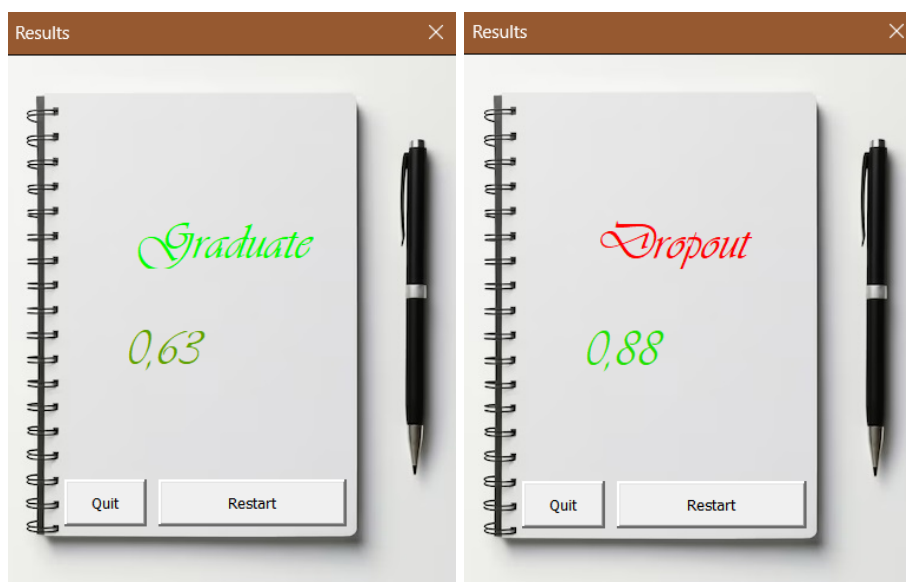 Results
Graduate
0,63
Quit Restart
Results
Dropout
0,88
Quit Restart